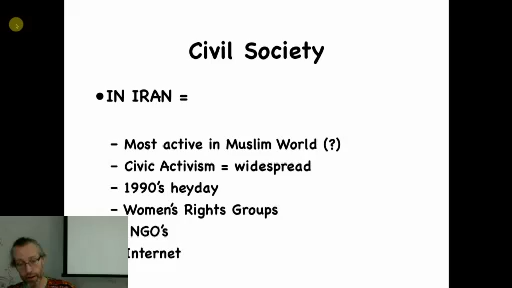 Civil Society
•IN IRAN =
– Most active in Muslim World (?)
– Civic Activism = widespread
– 1990's heyday
– Women's Rights Groups
NGO's
Internet